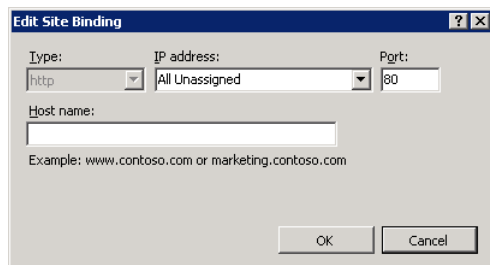 Edit Site Binding
Type: IP address: Port:
http All Unassigned 80
Host name:
Example: www.contoso.com or marketing.contoso.com
OK Cancel